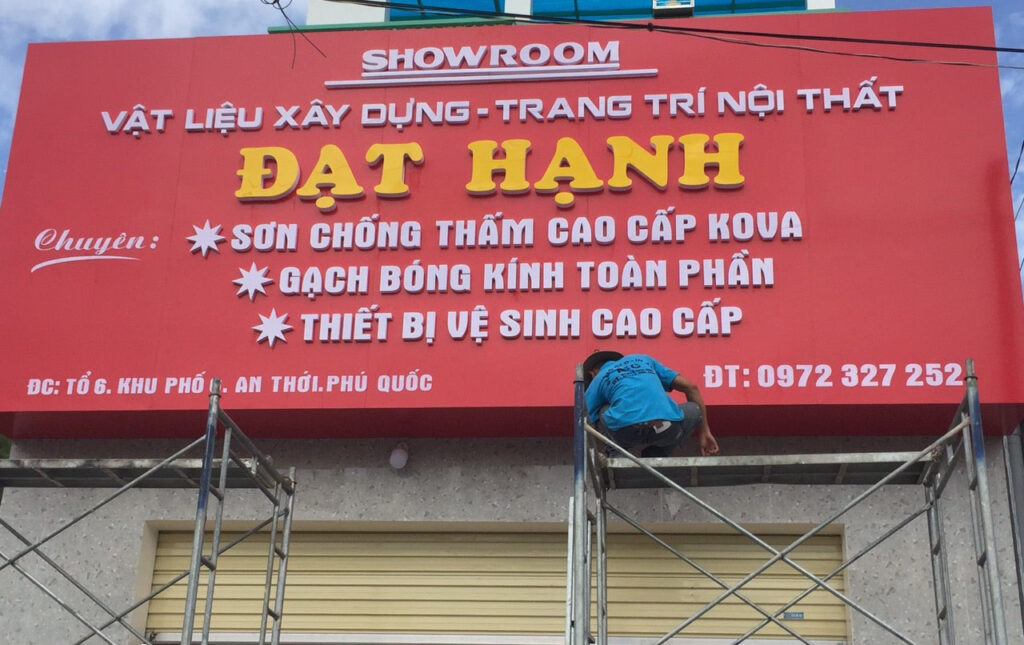 SHOWROOM
VẬT LIỆU XÂY DỰNG - TRANG TRÍ NỘI THẤT
ĐẠT HẠNH
Chuyên:
SƠN CHỐNG THẤM CAO CẤP KOVA
GẠCH BÓNG KÍNH TOÀN PHẦN
THIẾT BỊ VỆ SINH CAO CẤP
ĐC: TỔ 6. KHU PHỐ . AN THỚI.PHÚ QUỐC
ĐT: 0972 327 252